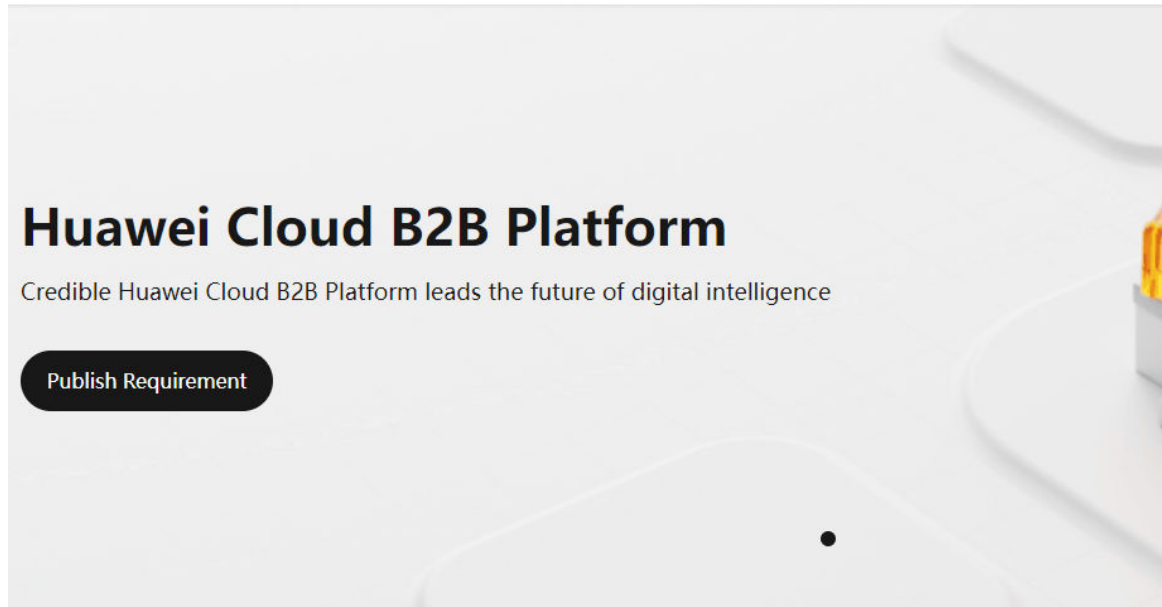 Huawei Cloud B2B Platform
Credible Huawei Cloud B2B Platform leads the future of digital intelligence
Publish Requirement